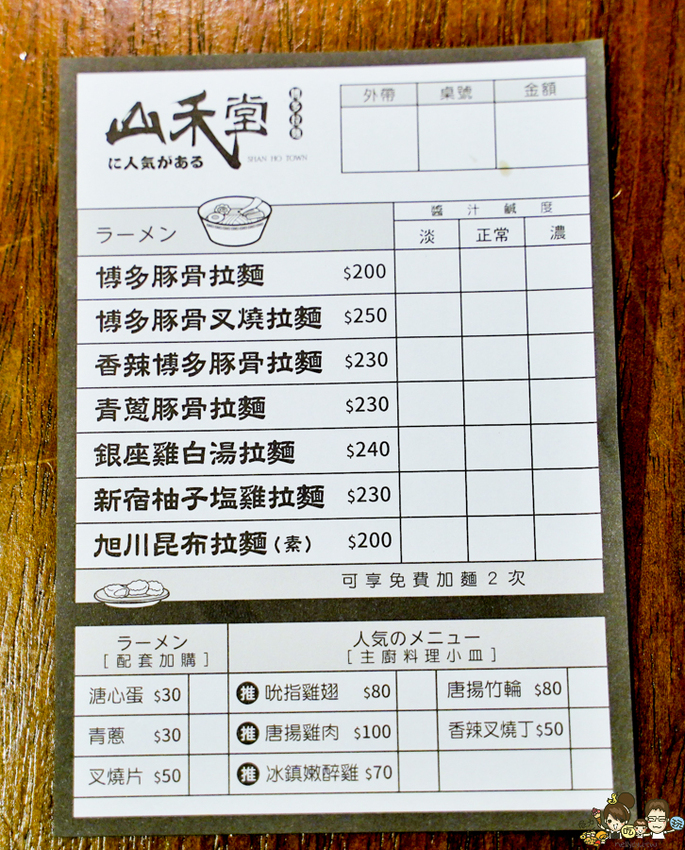 山禾堂
に人気がある
SHAN HO TOWN
外帶 桌號 金額
ラーメン
醬汁鹹度
淡 正常 濃
博多豚骨拉麵 $200
博多豚骨叉燒拉麵 $250
香辣博多豚骨拉麵 $230
青蔥豚骨拉麵 $230
銀座雞白湯拉麵 $240
新宿柚子塩雞拉麵 $230
旭川昆布拉麵(素) $200
可享免費加麵2次
ラーメン
[配套加購]
人気のメニュー
[主廚料理小皿]
溏心蛋 $30 推 吮指雞翅 $80 唐揚竹輪 $80
青蔥 $30 推 唐揚雞肉 $100 香辣叉燒丁 $50
叉燒片 $50 推 冰鎮嫩醉雞 $70